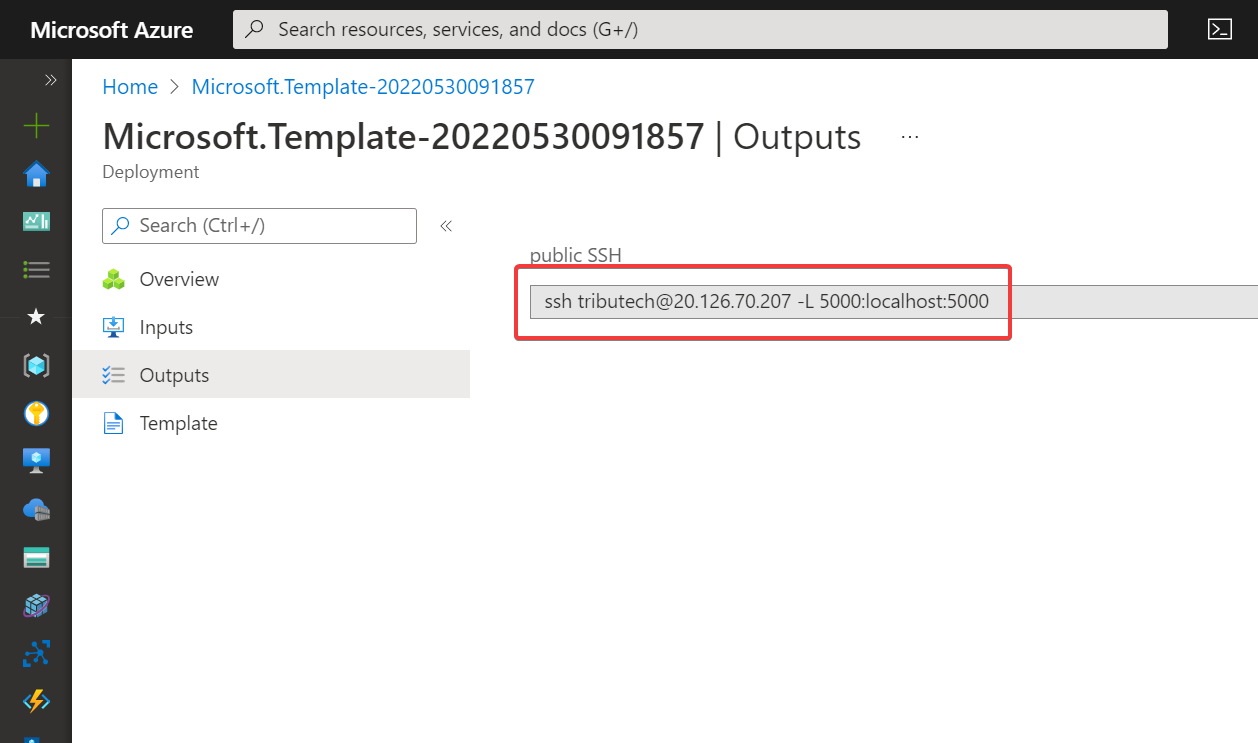 Microsoft Azure
Search resources, services, and docs (G+/)
Home > Microsoft.Template-20220530091857
Microsoft.Template-20220530091857 | Outputs ...
Deployment
Search (Ctrl+/)
public SSH
ssh tributech@20.126.70.207 -L 5000:localhost:5000
Overview
Inputs
Outputs
Template